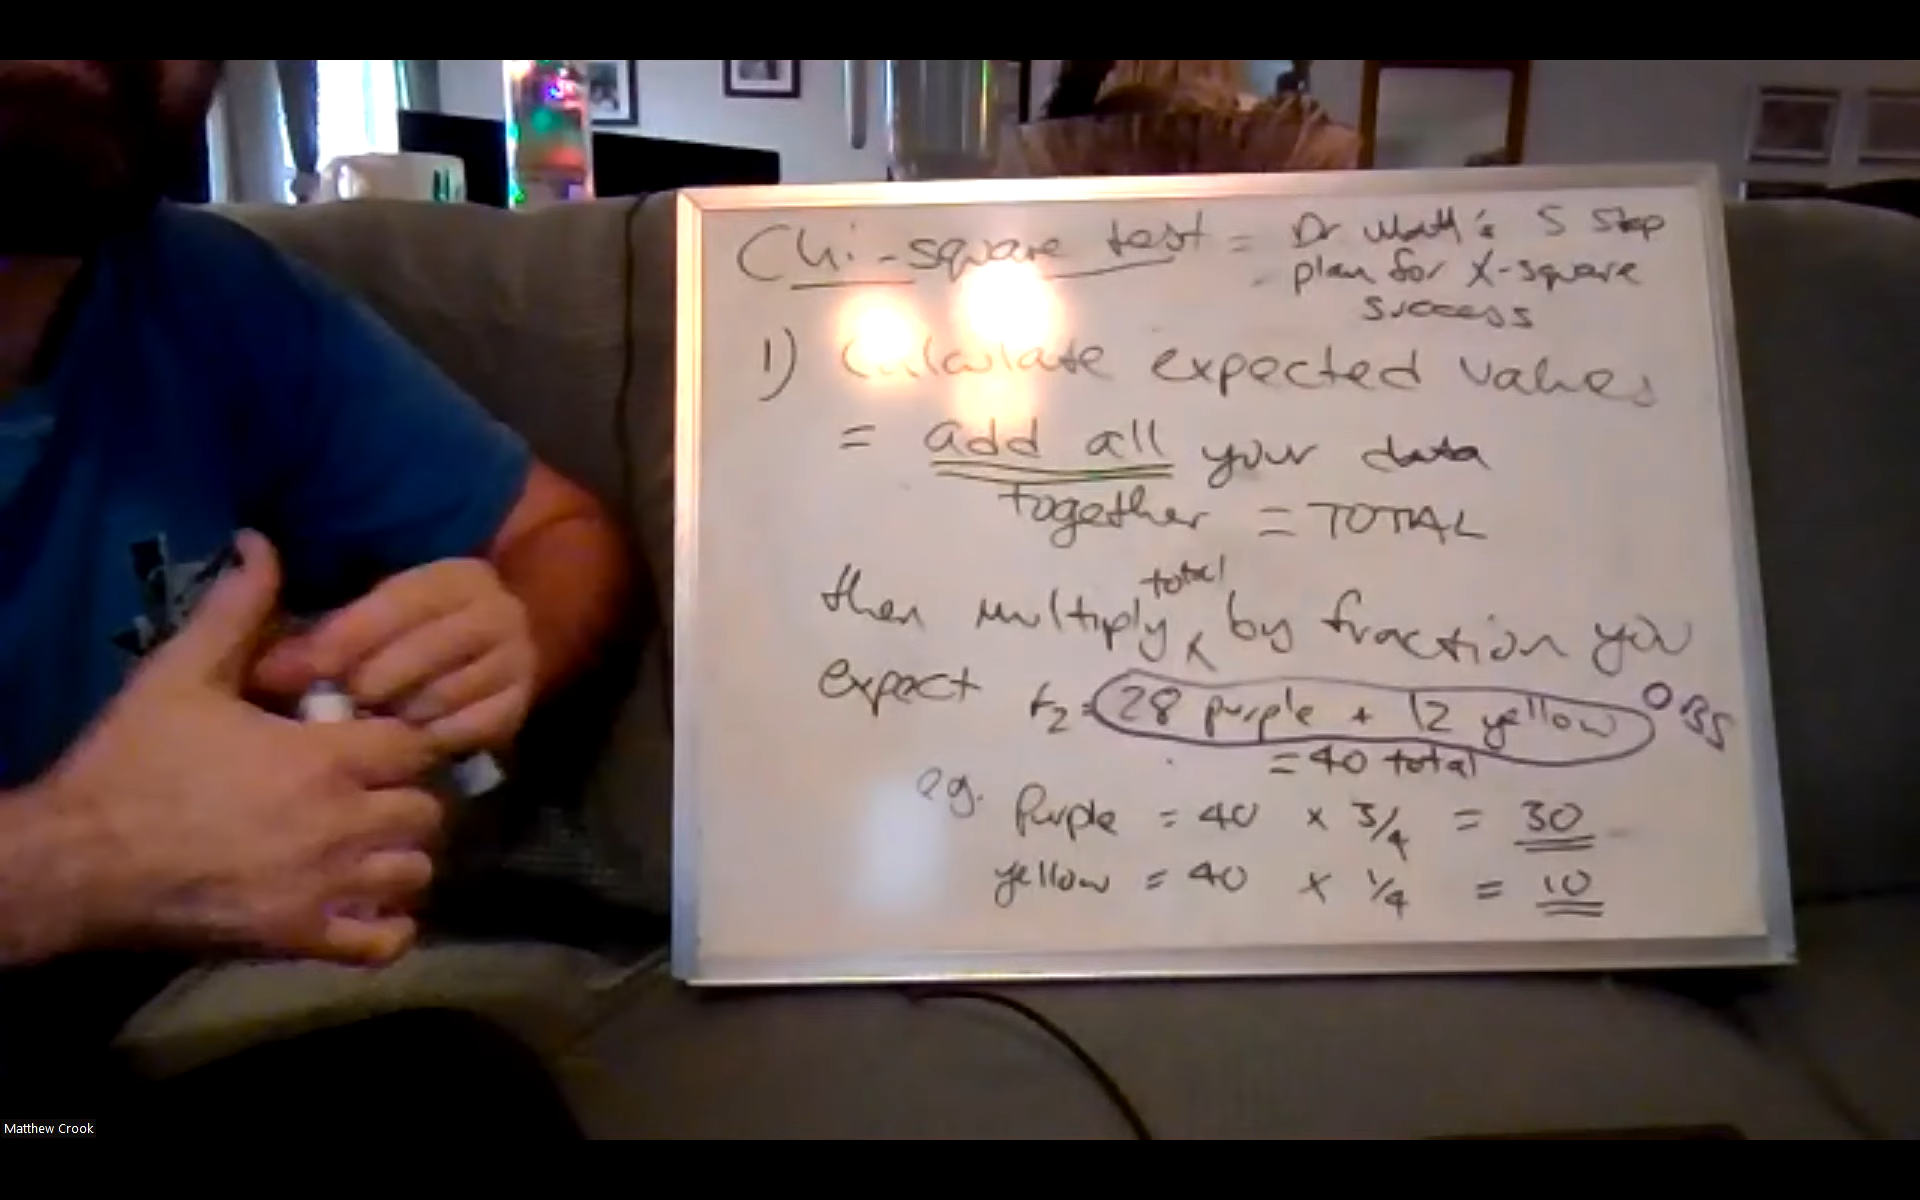 Chi-square test = Dr Matt's 5 step
plan for X-square
success
1) Calculate expected values
= add all your data
together = TOTAL
total
then multiply by fraction you
expect F2 = 28 purple + 12 yellow OBS
= 40 total
eg. Purple = 40 x 3/4 = 30
yellow = 40 x 1/4 = 10
Matthew Crook